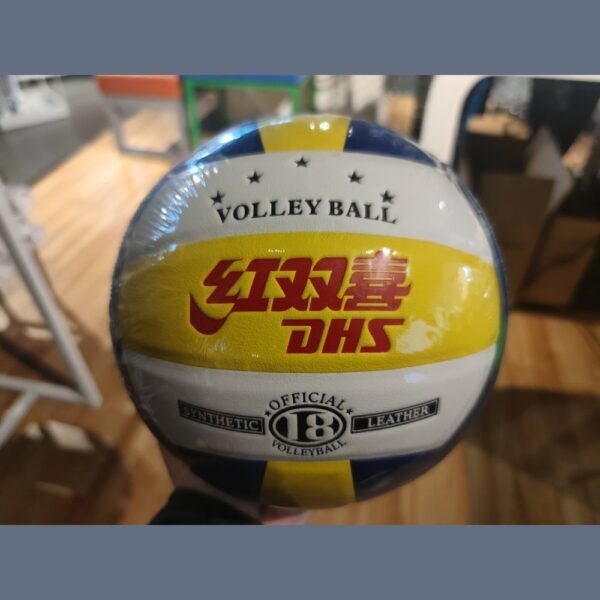 VOLLEY BALL
红双喜
DHS
OFFICIAL
SYNTHETIC 18 LEATHER
VOLLEYBALL